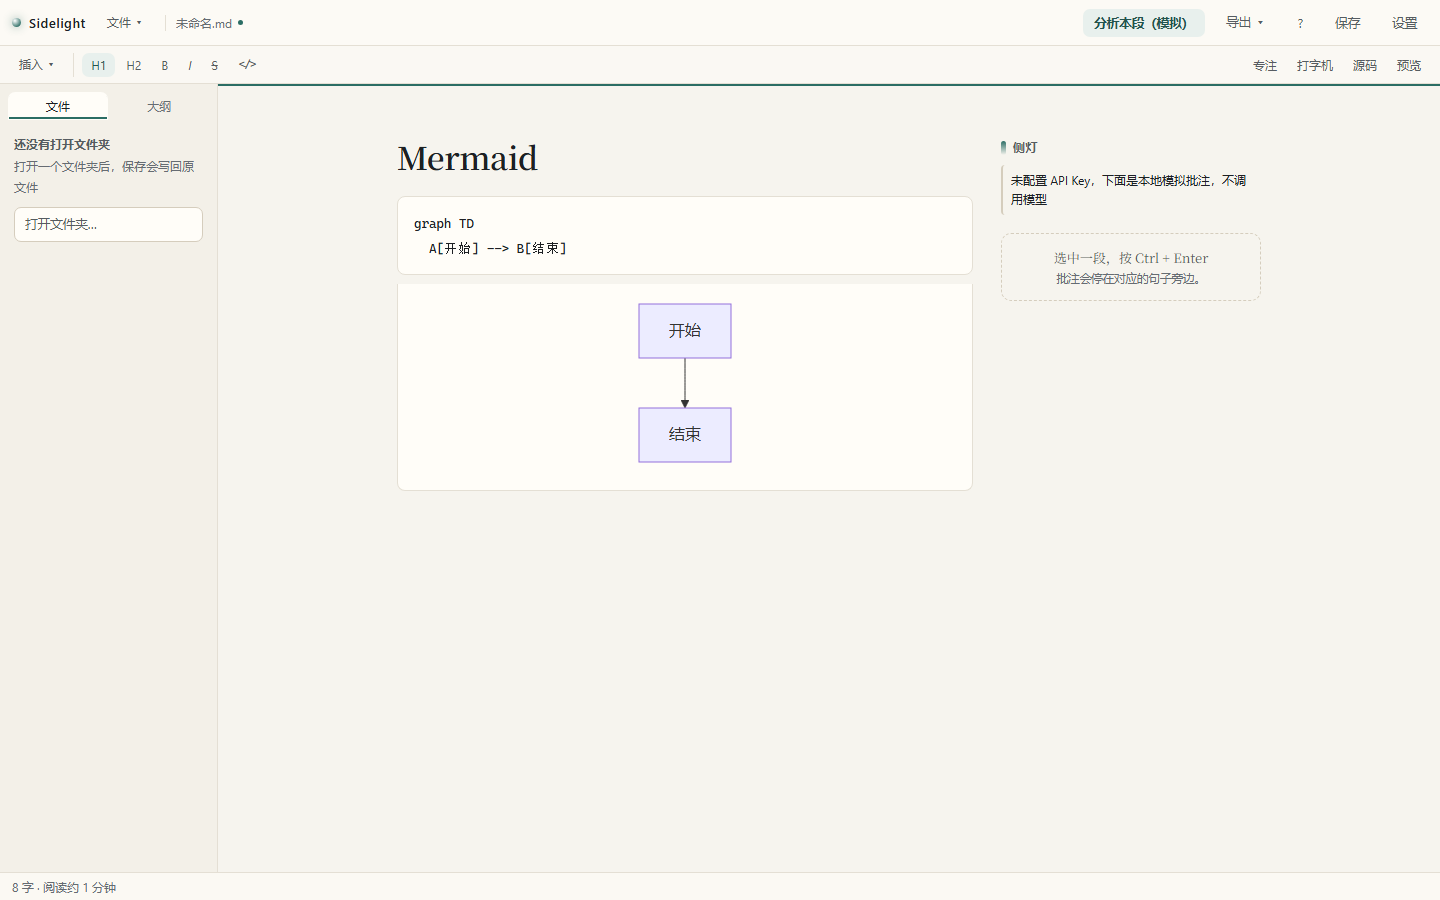 Sidelight 文件 未命名.md 分析本段（模拟） 导出 ? 保存 设置
插入 H1 H2 B I S </> 专注 打字机 源码 预览
文件 大纲
还没有打开文件夹
打开一个文件夹后，保存会写回原
文件
打开文件夹...
Mermaid
graph TD
A[开始] --> B[结束]
开始
结束
侧灯
未配置 API Key，下面是本地模拟批注，不调
用模型
选中一段，按 Ctrl + Enter
批注会停在对应的句子旁边。
8 字 · 阅读约 1 分钟